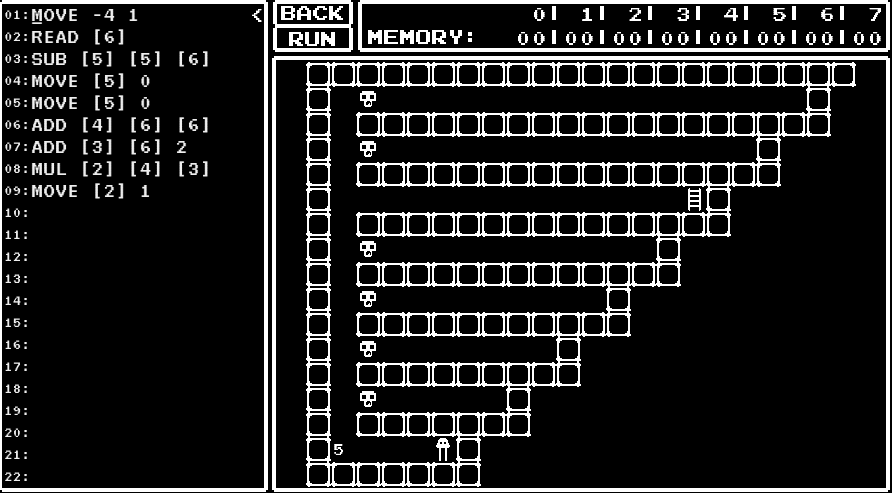 01:MOVE -4 1 <
02:READ [6]
03:SUB [5] [5] [6]
04:MOVE [5] 0
05:MOVE [5] 0
06:ADD [4] [6] [6]
07:ADD [3] [6] 2
08:MUL [2] [4] [3]
09:MOVE [2] 1
10:
11:
12:
13:
14:
15:
16:
17:
18:
19:
20:
21:
22:
BACK
RUN
0| 1| 2| 3| 4| 5| 6| 7
MEMORY: 00|00|00|00|00|00|00|00
5